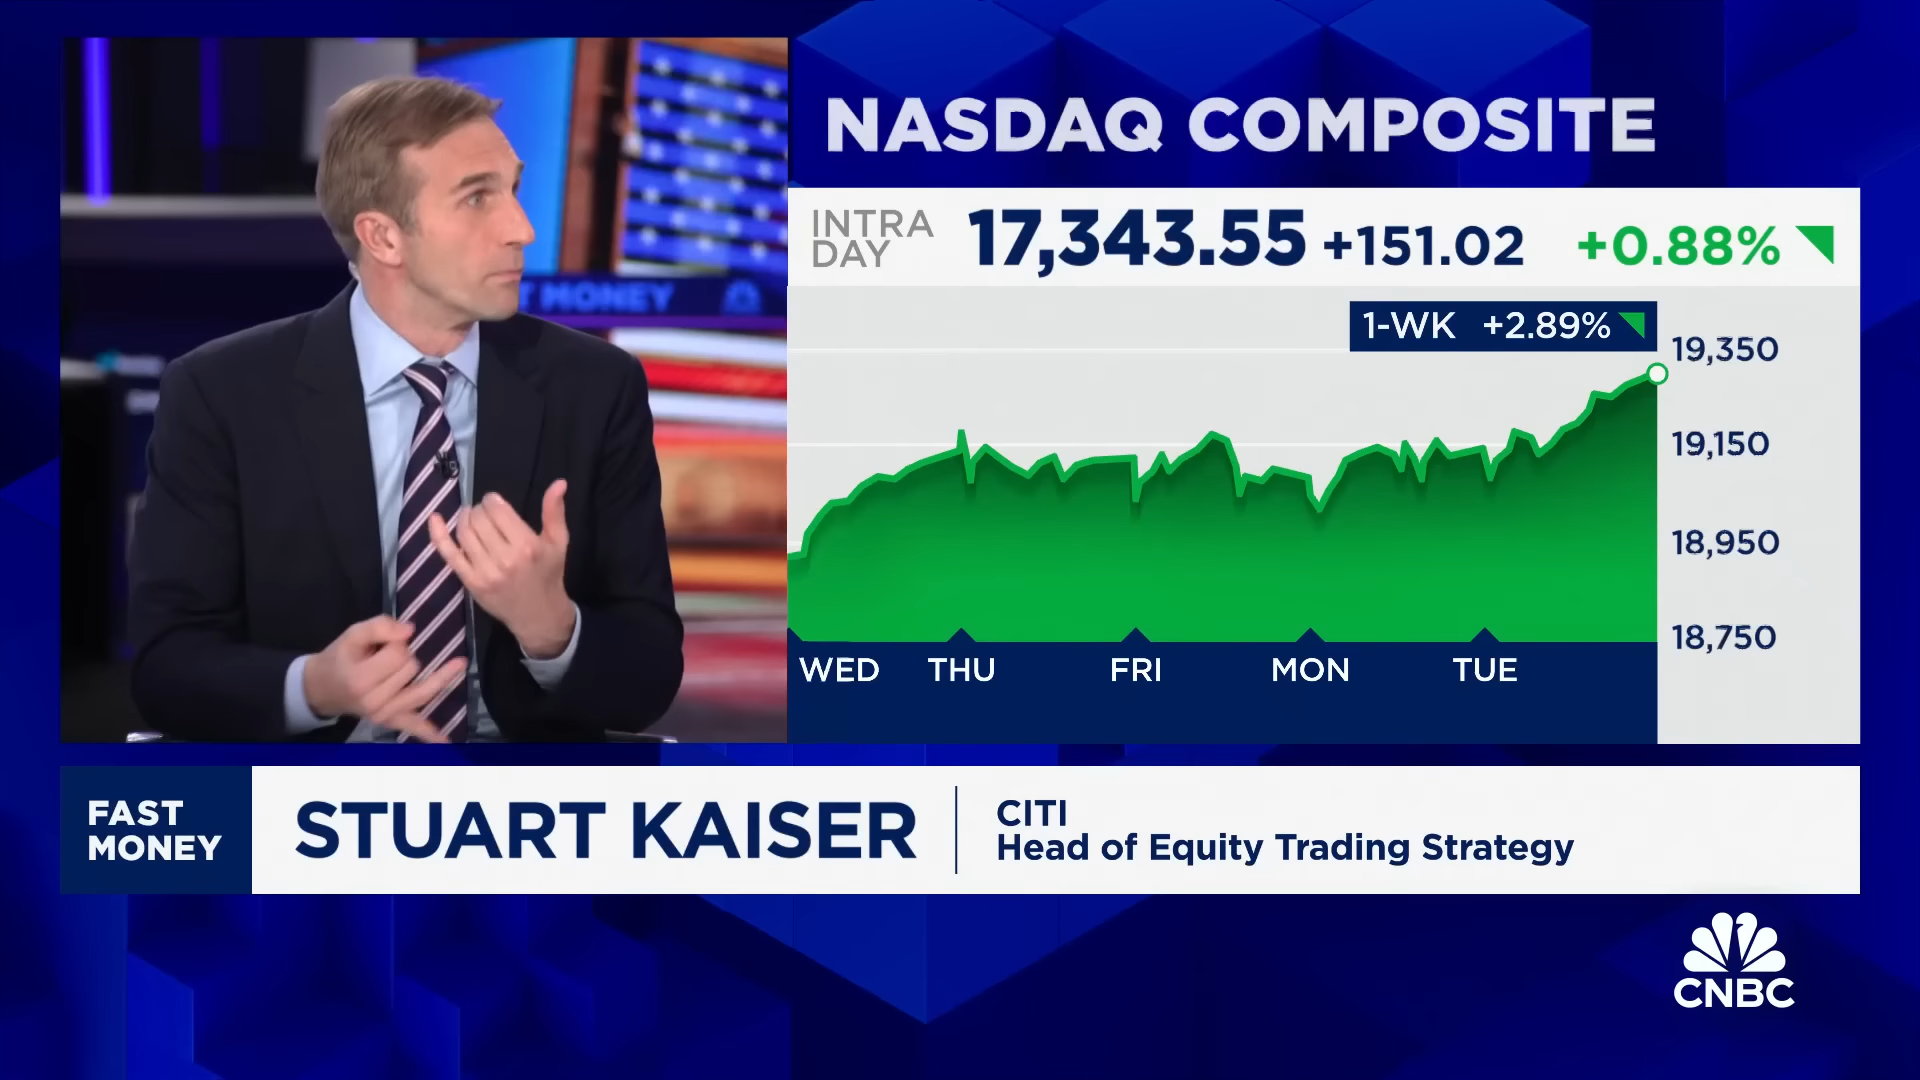 NASDAQ COMPOSITE
INTRA
DAY
17,343.55 +151.02 +0.88%
1-WK +2.89%
19,350
19,150
18,950
18,750
WED THU FRI MON TUE
T MONEY
FAST
MONEY
STUART KAISER
CITI
Head of Equity Trading Strategy
CNBC